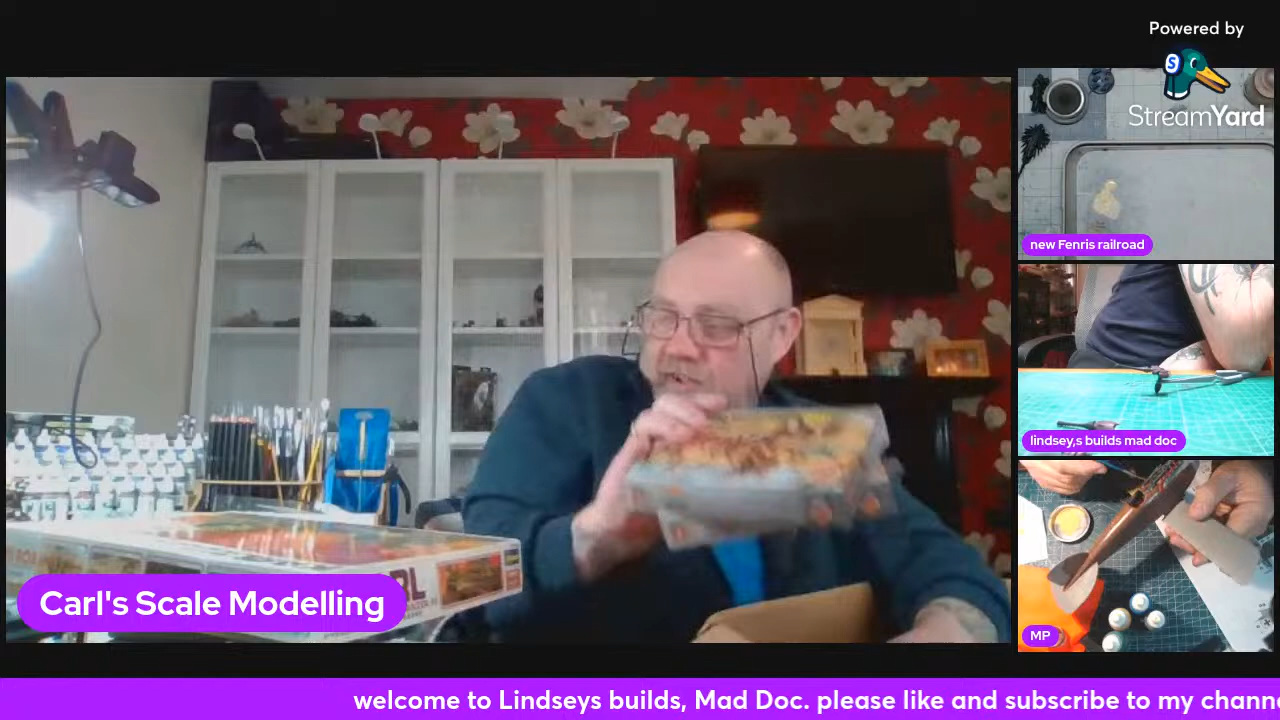 Powered by
StreamYard
new Fenris railroad
lindsey,s builds mad doc
MP
Carl's Scale Modelling
welcome to Lindseys builds, Mad Doc. please like and subscribe to my chann